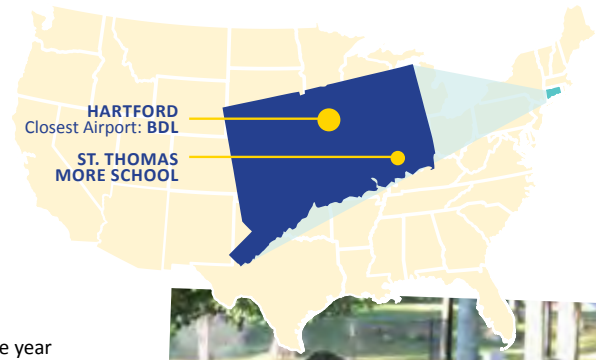 HARTFORD
Closest Airport: BDL
ST. THOMAS
MORE SCHOOL
e year